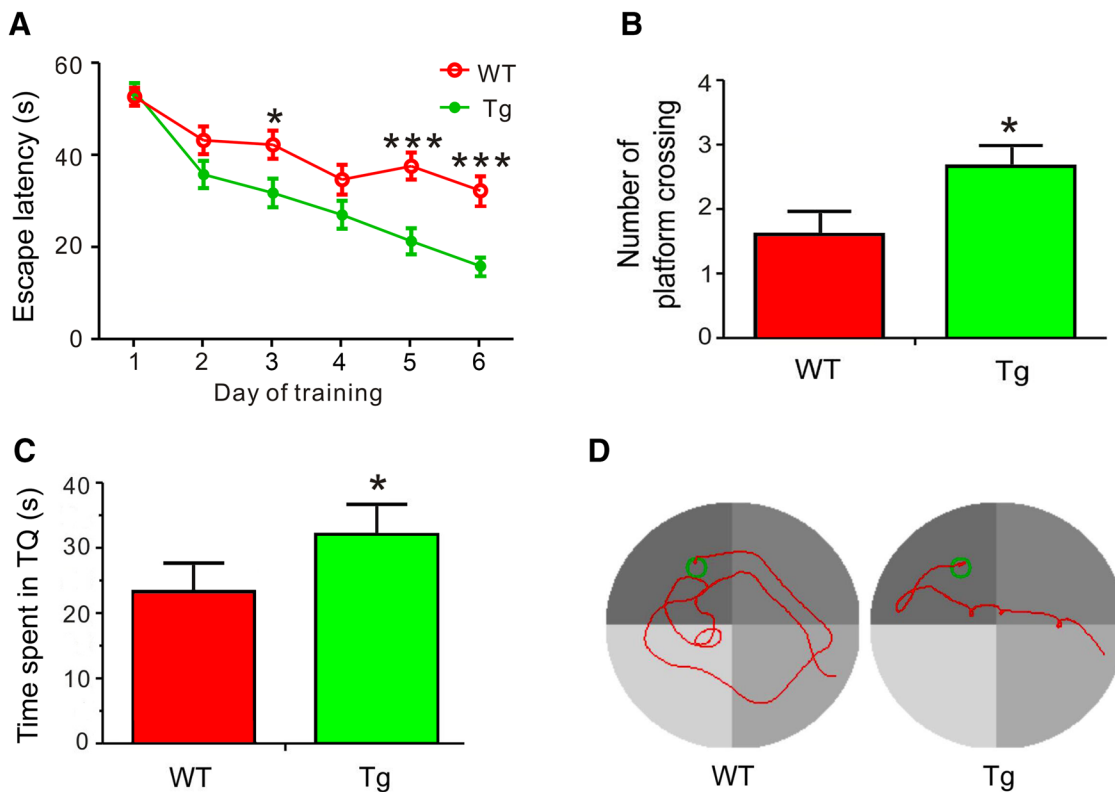 A
Escape latency (s)
60
40
20
0
1 2 3 4 5 6
Day of training
WT
Tg
*
***
***
B
Number of
platform crossing
4
3
2
1
0
*
WT Tg
C
Time spent in TQ (s)
40
30
20
10
0
*
WT Tg
D
WT Tg